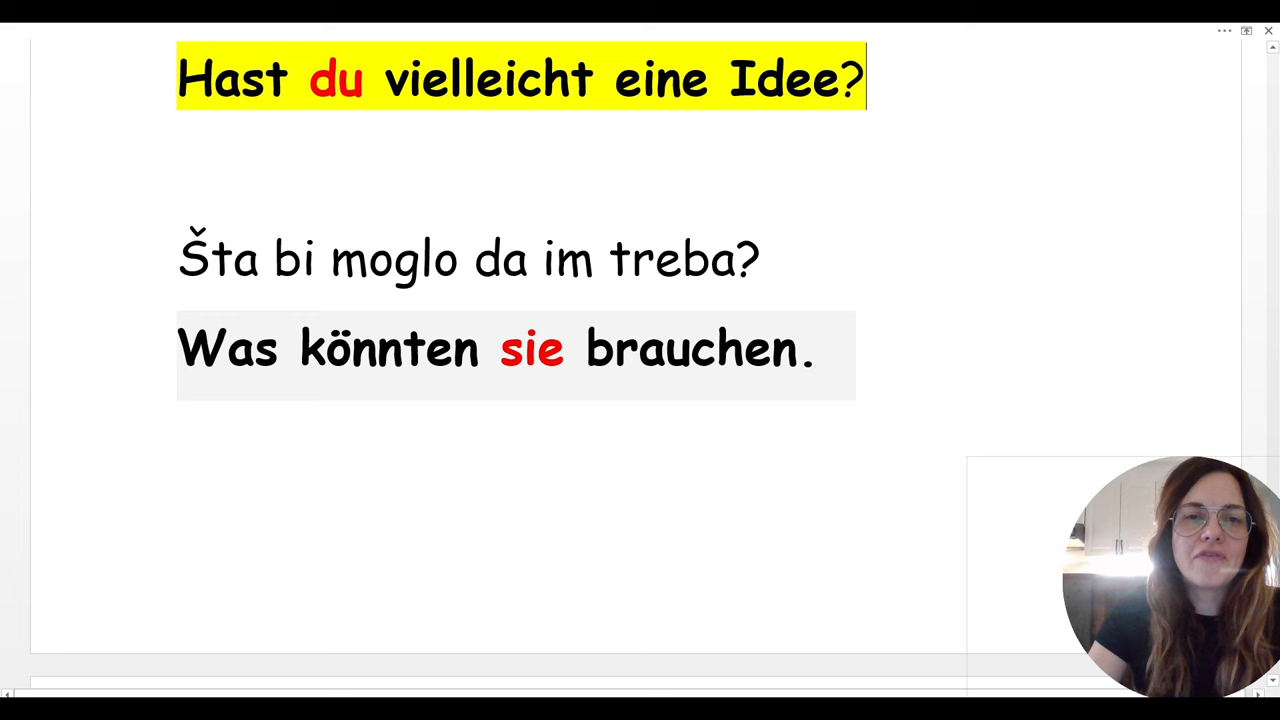 Hast du vielleicht eine Idee?
Šta bi moglo da im treba?
Was könnten sie brauchen.